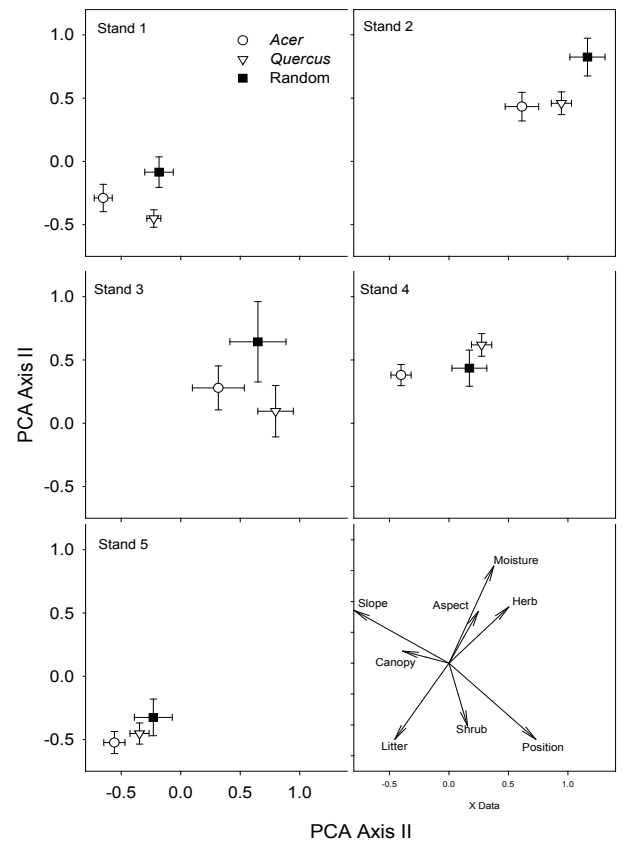 Stand 1
Acer
Quercus
Random
Stand 2
1.0
0.5
0.0
-0.5
Stand 3
Stand 4
1.0
0.5
0.0
-0.5
PCA Axis II
Stand 5
1.0
0.5
0.0
-0.5
Moisture
Slope
Aspect
Herb
Canopy
Litter
Shrub
Position
-0.5
0.0
0.5
1.0
-0.5
0.0
0.5
1.0
X Data
PCA Axis II